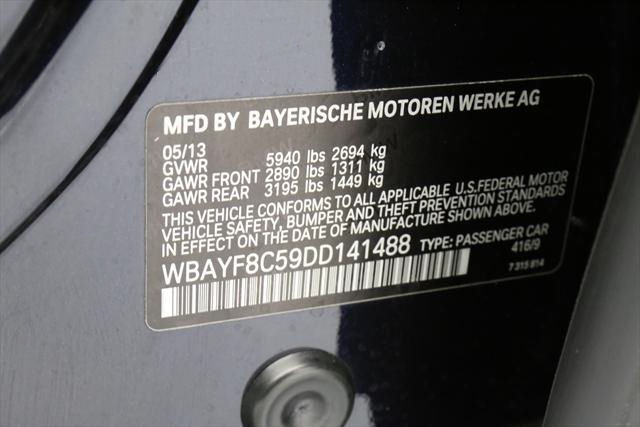 MFD BY BAYERISCHE MOTOREN WERKE AG
05/13
GVWR 5940 lbs 2694 kg
GAWR FRONT 2890 lbs 1311 kg
GAWR REAR 3195 lbs 1449 kg
THIS VEHICLE CONFORMS TO ALL APPLICABLE U.S.FEDERAL MOTOR
VEHICLE SAFETY, BUMPER AND THEFT PREVENTION STANDARDS
IN EFFECT ON THE DATE OF MANUFACTURE SHOWN ABOVE.
WBAYF8C59DD141488 TYPE: PASSENGER CAR
416/9
7 315 814